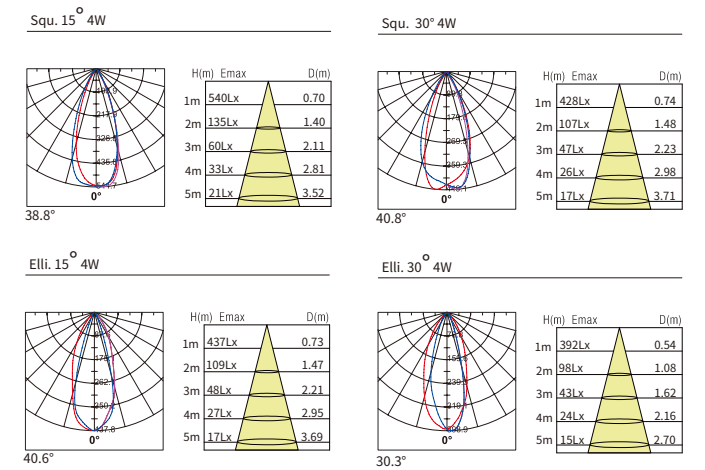 Squ. 15° 4W
H(m) Emax D(m)
1m 540Lx 0.70
2m 135Lx 1.40
3m 60Lx 2.11
4m 33Lx 2.81
5m 21Lx 3.52
0°
38.8°
Squ. 30° 4W
H(m) Emax D(m)
1m 428Lx 0.74
2m 107Lx 1.48
3m 47Lx 2.23
4m 26Lx 2.98
5m 17Lx 3.71
0°
40.8°
Elli. 15° 4W
H(m) Emax D(m)
1m 437Lx 0.73
2m 109Lx 1.47
3m 48Lx 2.21
4m 27Lx 2.95
5m 17Lx 3.69
0°
40.6°
Elli. 30° 4W
H(m) Emax D(m)
1m 392Lx 0.54
2m 98Lx 1.08
3m 43Lx 1.62
4m 24Lx 2.16
5m 15Lx 2.70
0°
30.3°